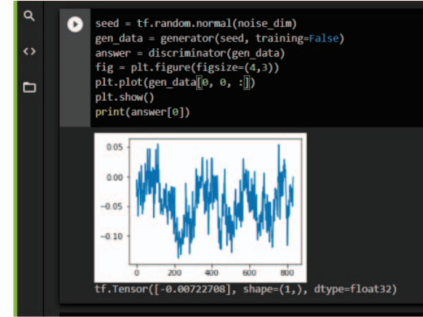 seed = tf.random.normal(noise_dim)
gen_data = generator(seed, training=False)
answer = discriminator(gen_data)
fig = plt.figure(figsize=(4,3))
plt.plot(gen_data[0, 0, :])
plt.show()
print(answer[0])
0.05
0.00
-0.05
-0.10
0 200 400 600 800
tf.Tensor([-0.00722708], shape=(1,), dtype=float32)